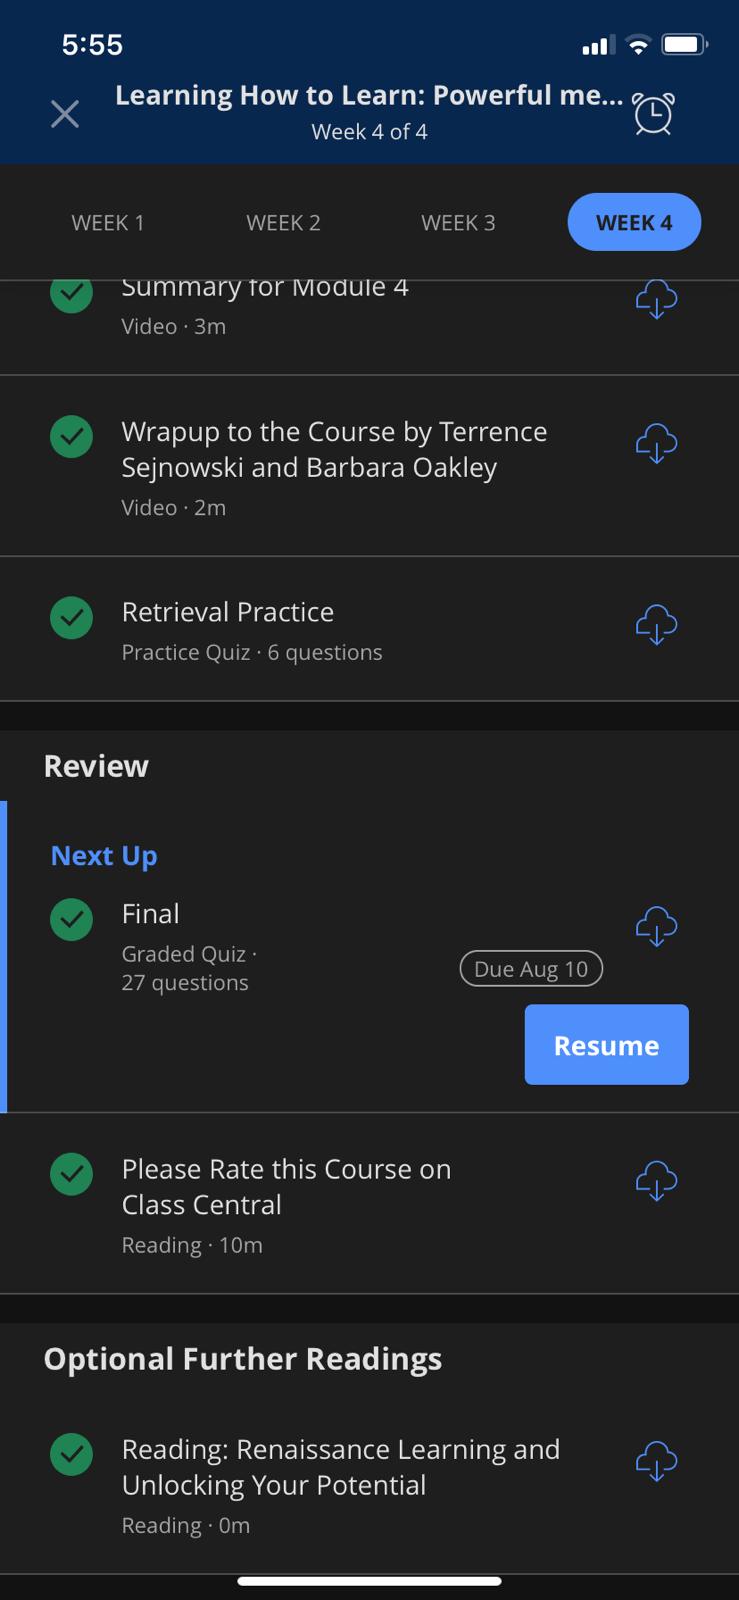 5:55
Learning How to Learn: Powerful me...
Week 4 of 4
WEEK 1
WEEK 2
WEEK 3
WEEK 4
Summary for Module 4
Video · 3m
Wrapup to the Course by Terrence
Sejnowski and Barbara Oakley
Video · 2m
Retrieval Practice
Practice Quiz · 6 questions
Review
Next Up
Final
Graded Quiz ·
27 questions
Due Aug 10
Resume
Please Rate this Course on
Class Central
Reading · 10m
Optional Further Readings
Reading: Renaissance Learning and
Unlocking Your Potential
Reading · 0m